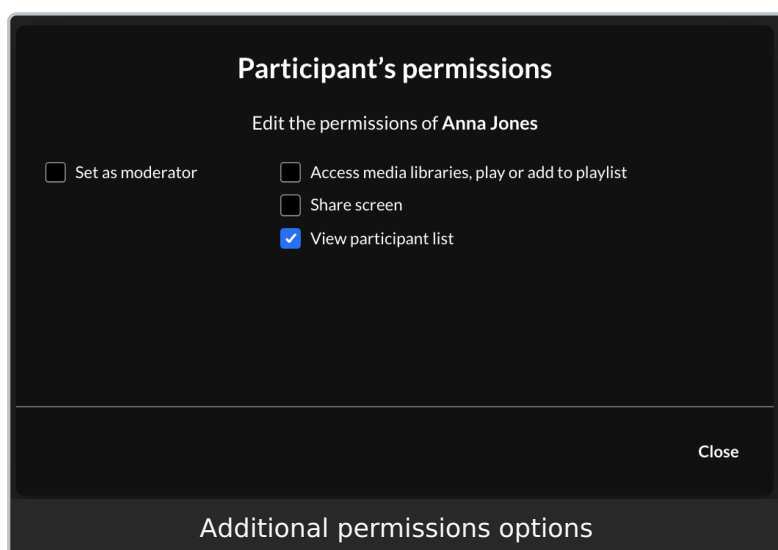 Participant’s permissions
Edit the permissions of Anna Jones
Set as moderator
Access media libraries, play or add to playlist
Share screen
View participant list
Close
Additional permissions options